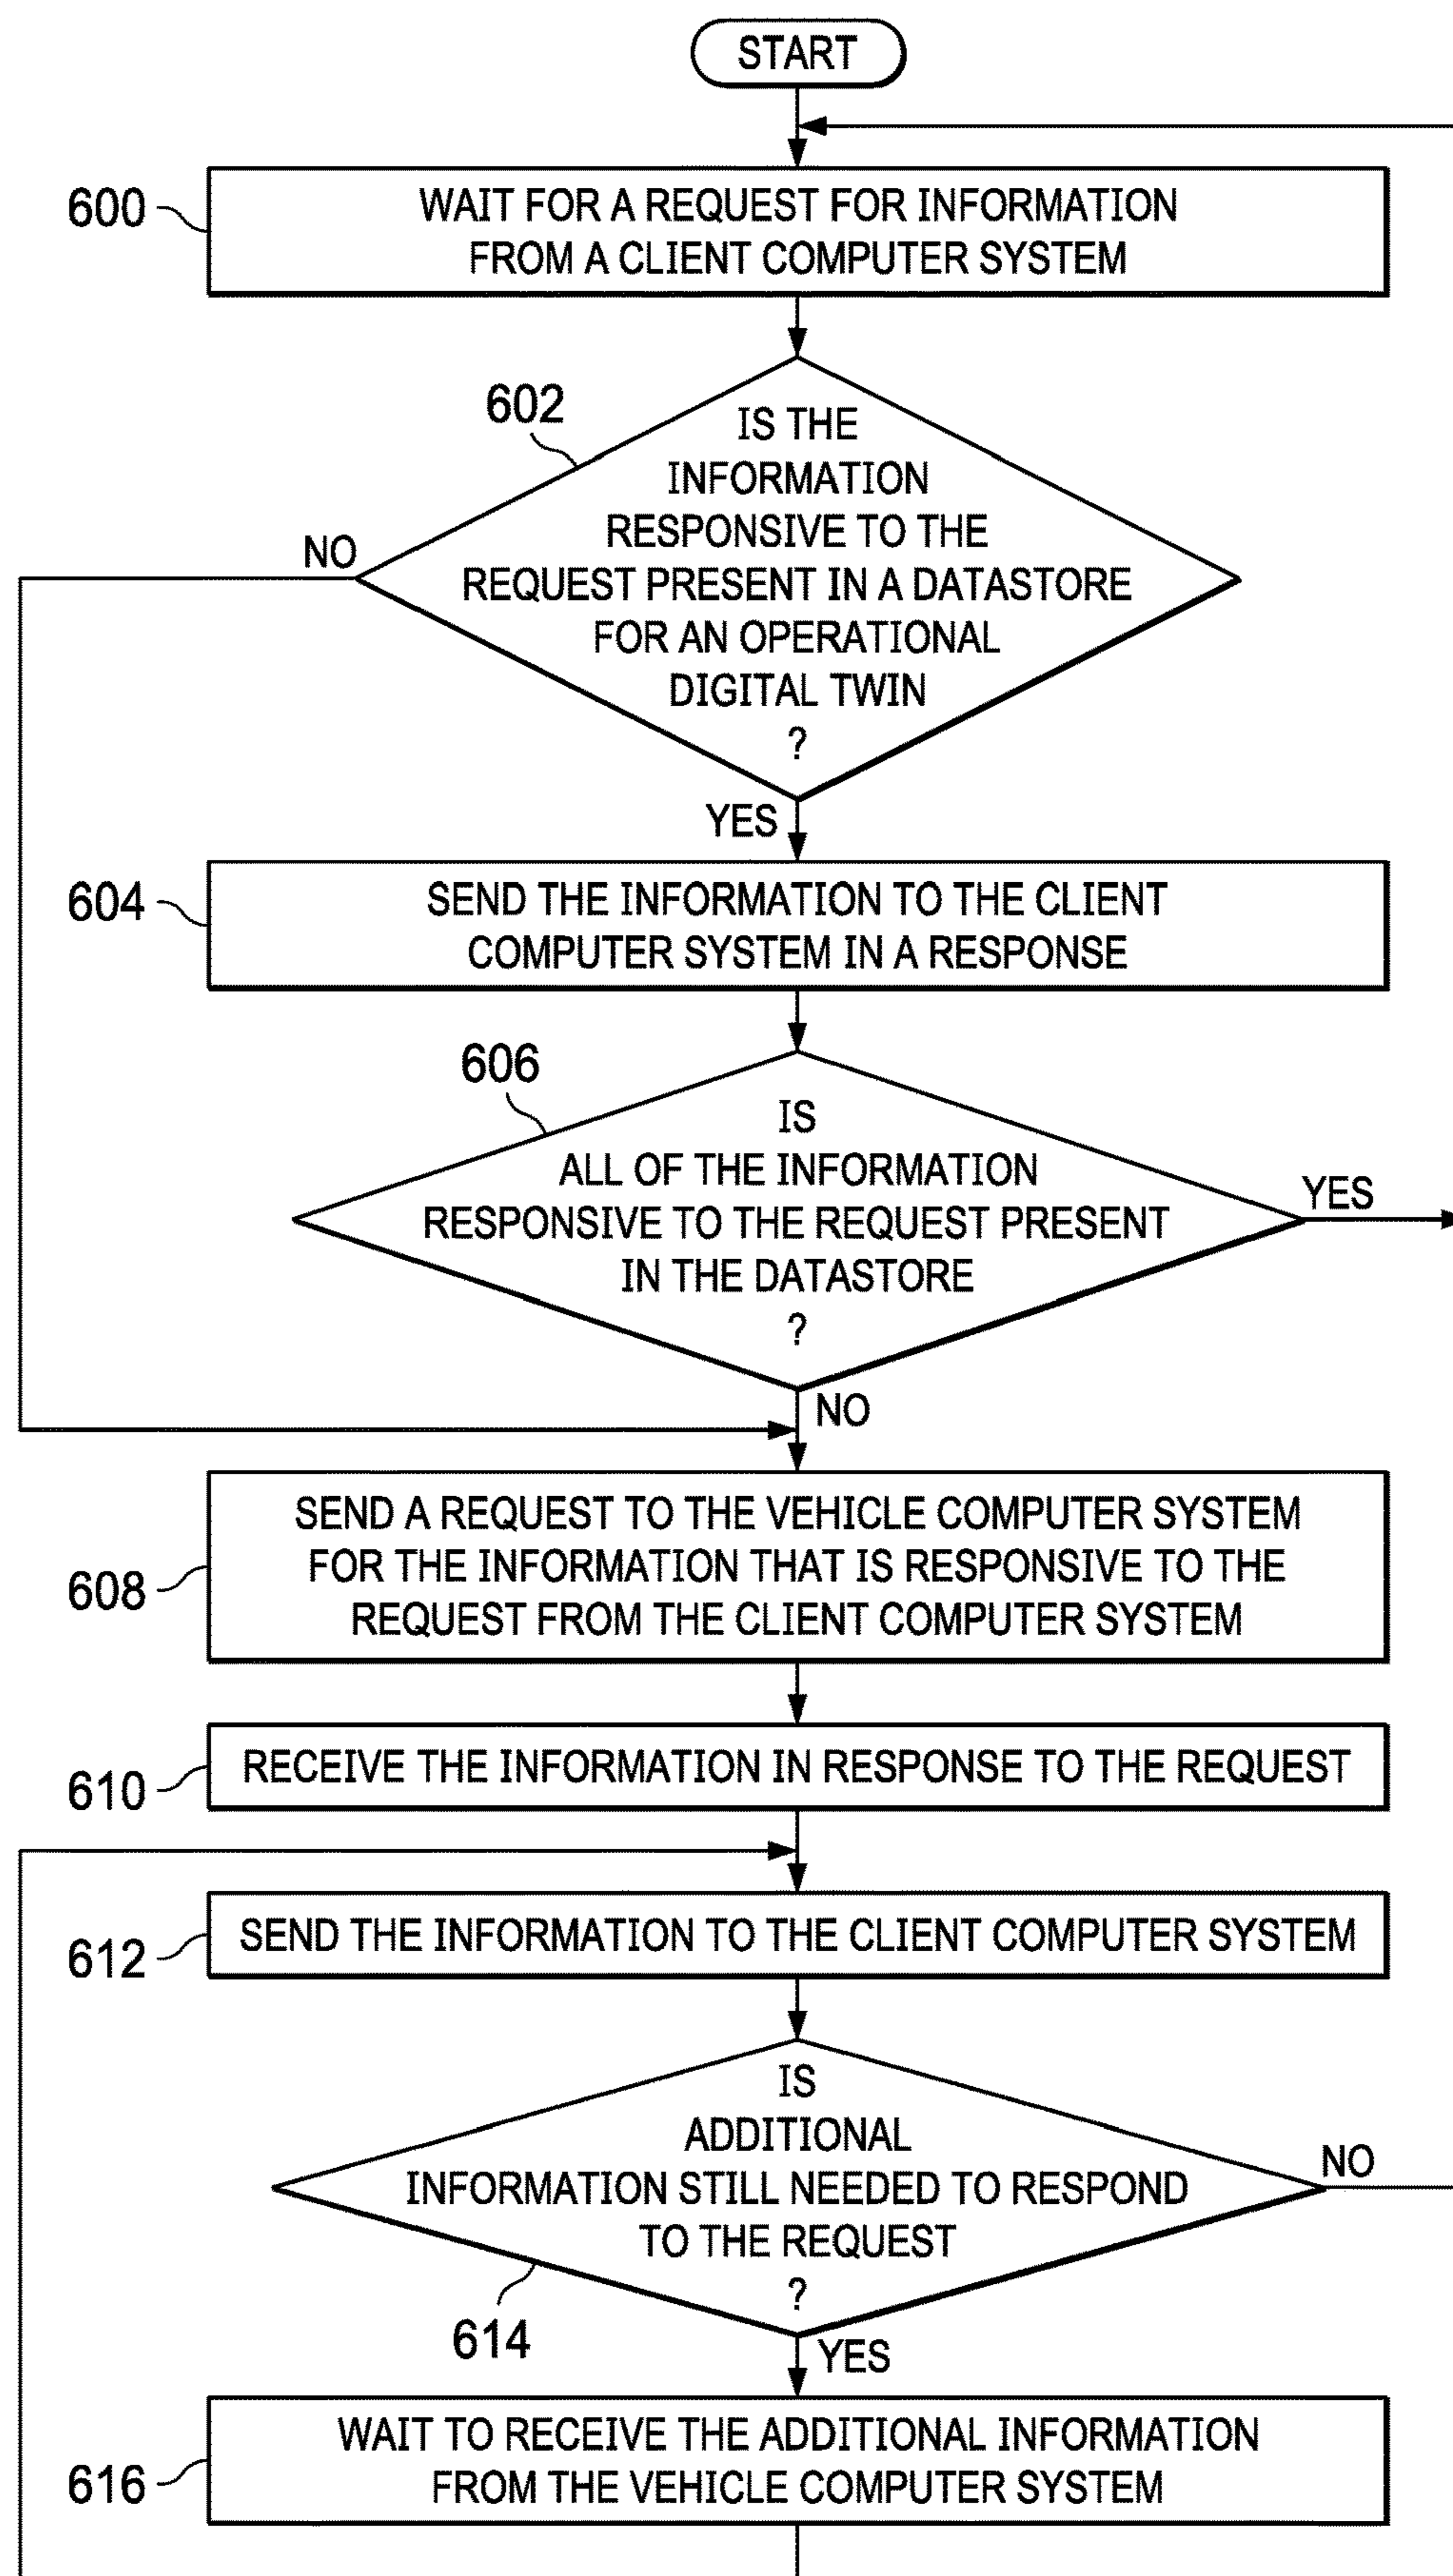 START
600
WAIT FOR A REQUEST FOR INFORMATION
FROM A CLIENT COMPUTER SYSTEM
602
IS THE
INFORMATION
RESPONSIVE TO THE
REQUEST PRESENT IN A DATASTORE
FOR AN OPERATIONAL
DIGITAL TWIN
?
NO
YES
604
SEND THE INFORMATION TO THE CLIENT
COMPUTER SYSTEM IN A RESPONSE
606
IS
ALL OF THE INFORMATION
RESPONSIVE TO THE REQUEST PRESENT
IN THE DATASTORE
?
YES
NO
608
SEND A REQUEST TO THE VEHICLE COMPUTER SYSTEM
FOR THE INFORMATION THAT IS RESPONSIVE TO THE
REQUEST FROM THE CLIENT COMPUTER SYSTEM
610
RECEIVE THE INFORMATION IN RESPONSE TO THE REQUEST
612
SEND THE INFORMATION TO THE CLIENT COMPUTER SYSTEM
IS
ADDITIONAL
INFORMATION STILL NEEDED TO RESPOND
TO THE REQUEST
?
NO
614
YES
616
WAIT TO RECEIVE THE ADDITIONAL INFORMATION
FROM THE VEHICLE COMPUTER SYSTEM